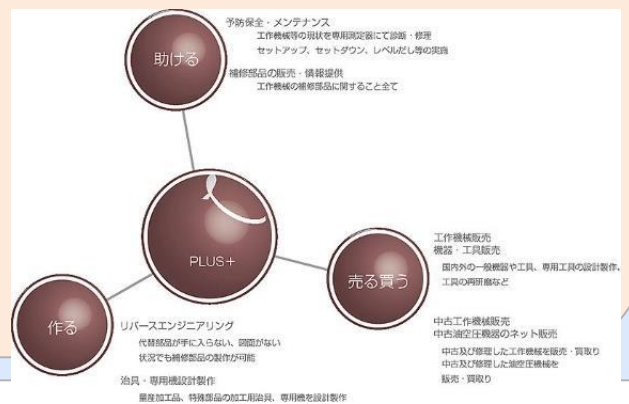 予防保全・メンテナンス
工作機械等の現状を専用測定器にて診断・修理
セットアップ、セットダウン、レベルだし等の実施
助ける
補修部品の販売・情報提供
工作機械の補修部品に関すること全て
PLUS+
工作機械販売
機器・工具販売
国内外の一般機器や工具、専用工具の設計製作、
工具の再研磨など
売る買う
中古工作機械販売
中古油空圧機器のネット販売
中古及び修理した工作機械を販売・買取り
中古及び修理した油空圧機械を
販売・買取り
作る
リバースエンジニアリング
代替部品が手に入らない、図面がない
状況でも補修部品の製作が可能
治具・専用機設計製作
量産加工品、特殊部品の加工用治具、専用機を設計製作